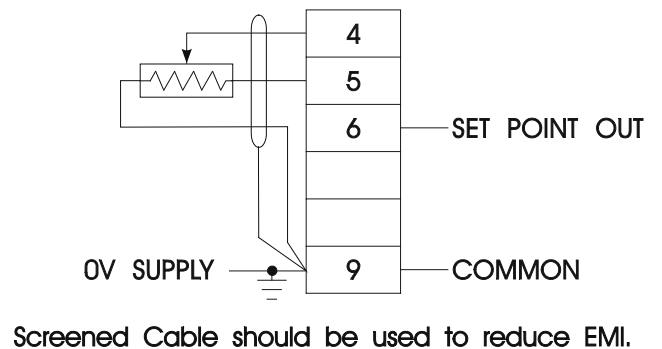 4
5
6 SET POINT OUT
0V SUPPLY 9 COMMON
Screened Cable should be used to reduce EMI.